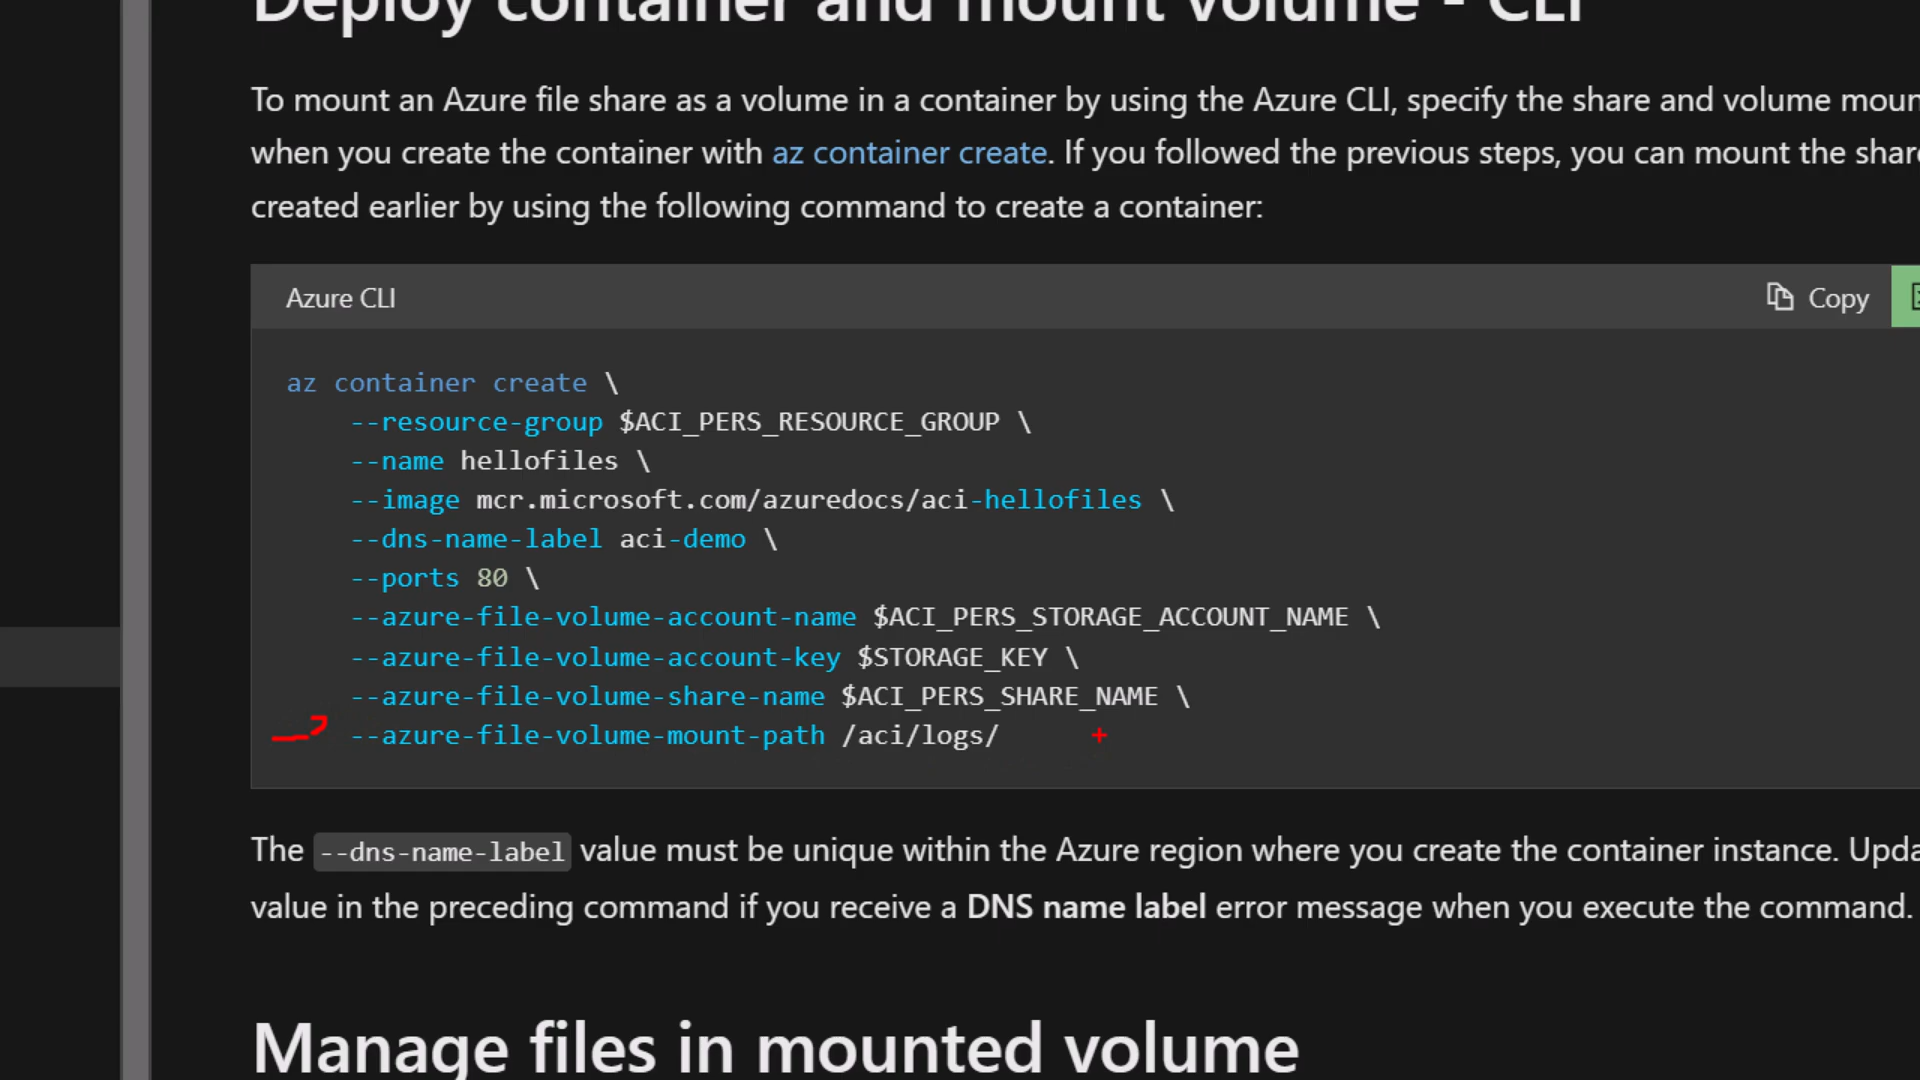 Deploy container and mount volume - CLI
To mount an Azure file share as a volume in a container by using the Azure CLI, specify the share and volume moun
when you create the container with az container create. If you followed the previous steps, you can mount the share
created earlier by using the following command to create a container:
Azure CLI
Copy
az container create \
--resource-group $ACI_PERS_RESOURCE_GROUP \
--name hellofiles \
--image mcr.microsoft.com/azuredocs/aci-hellofiles \
--dns-name-label aci-demo \
--ports 80 \
--azure-file-volume-account-name $ACI_PERS_STORAGE_ACCOUNT_NAME \
--azure-file-volume-account-key $STORAGE_KEY \
--azure-file-volume-share-name $ACI_PERS_SHARE_NAME \
--azure-file-volume-mount-path /aci/logs/
The --dns-name-label value must be unique within the Azure region where you create the container instance. Upda
value in the preceding command if you receive a DNS name label error message when you execute the command.
Manage files in mounted volume